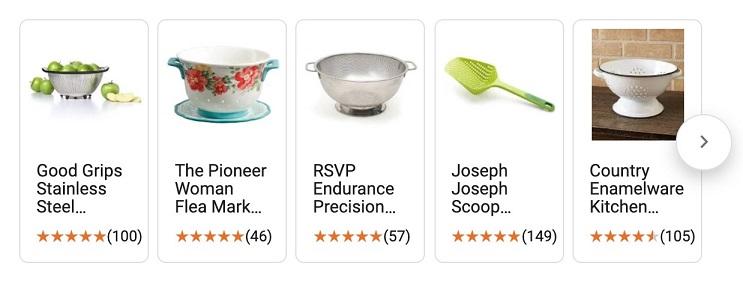 Good Grips
Stainless
Steel...
(100)
The Pioneer
Woman
Flea Mark...
(46)
RSVP
Endurance
Precision...
(57)
Joseph
Joseph
Scoop...
(149)
Country
Enamelware
Kitchen...
(105)